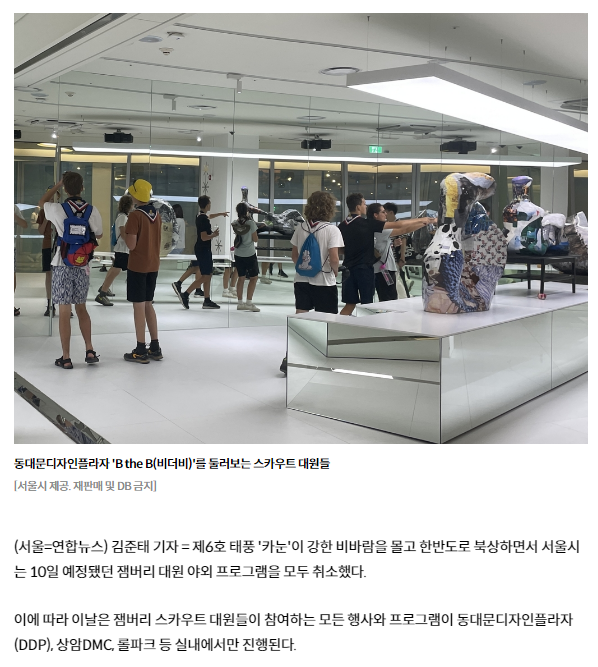 동대문디자인플라자 'B the B(비더비)'를 둘러보는 스카우트 대원들
[서울시 제공. 재판매 및 DB 금지]
(서울=연합뉴스) 김준태 기자 = 제6호 태풍 '카눈'이 강한 비바람을 몰고 한반도로 북상하면서 서울시
는 10일 예정됐던 잼버리 대원 야외 프로그램을 모두 취소했다.
이에 따라 이날은 잼버리 스카우트 대원들이 참여하는 모든 행사와 프로그램이 동대문디자인플라자
(DDP), 상암DMC, 롤파크 등 실내에서만 진행된다.